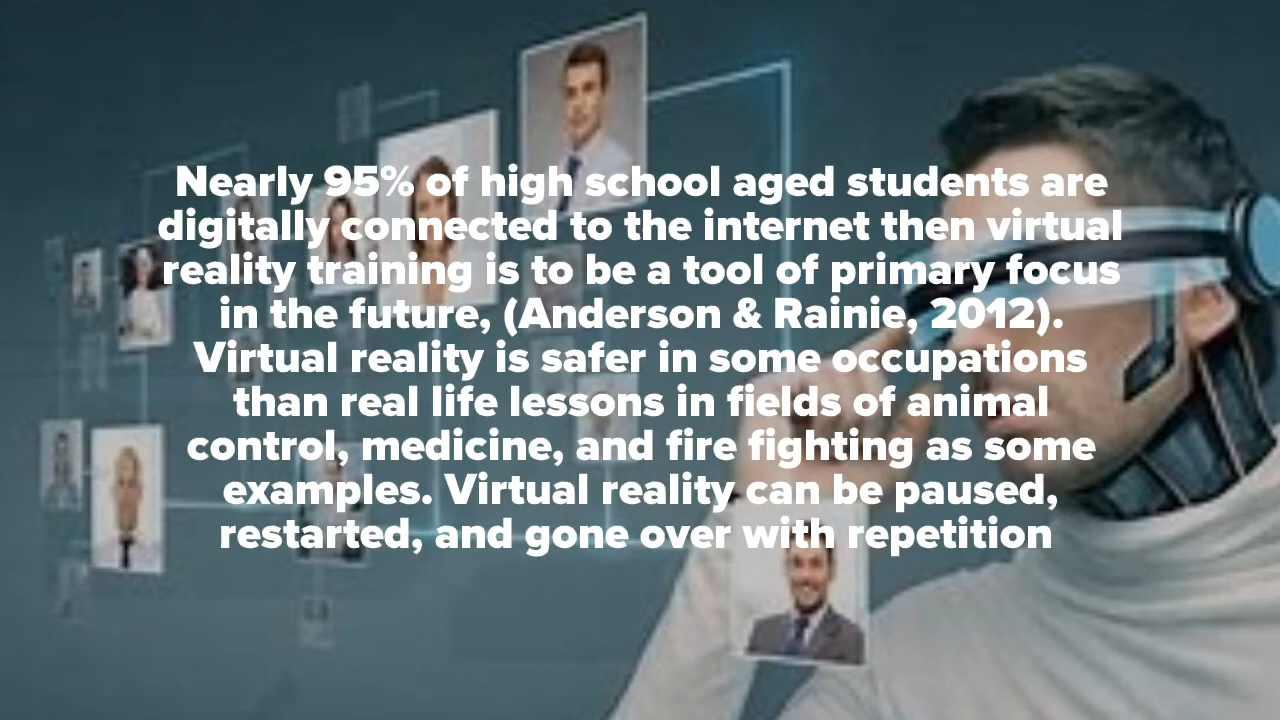 Nearly 95% of high school aged students are
digitally connected to the internet then virtual
reality training is to be a tool of primary focus
in the future, (Anderson & Rainie, 2012).
Virtual reality is safer in some occupations
than real life lessons in fields of animal
control, medicine, and fire fighting as some
examples. Virtual reality can be paused,
restarted, and gone over with repetition